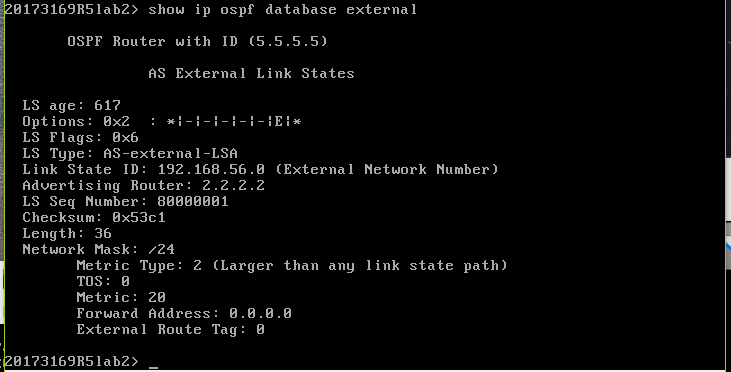 20173169R5lab2> show ip ospf database external
OSPF Router with ID (5.5.5.5)
AS External Link States
LS age: 617
Options: 0x2  : *|-|-|-|-|-|E|*
LS Flags: 0x6
LS Type: AS-external-LSA
Link State ID: 192.168.56.0 (External Network Number)
Advertising Router: 2.2.2.2
LS Seq Number: 80000001
Checksum: 0x53c1
Length: 36
Network Mask: /24
Metric Type: 2 (Larger than any link state path)
TOS: 0
Metric: 20
Forward Address: 0.0.0.0
External Route Tag: 0
20173169R5lab2> _